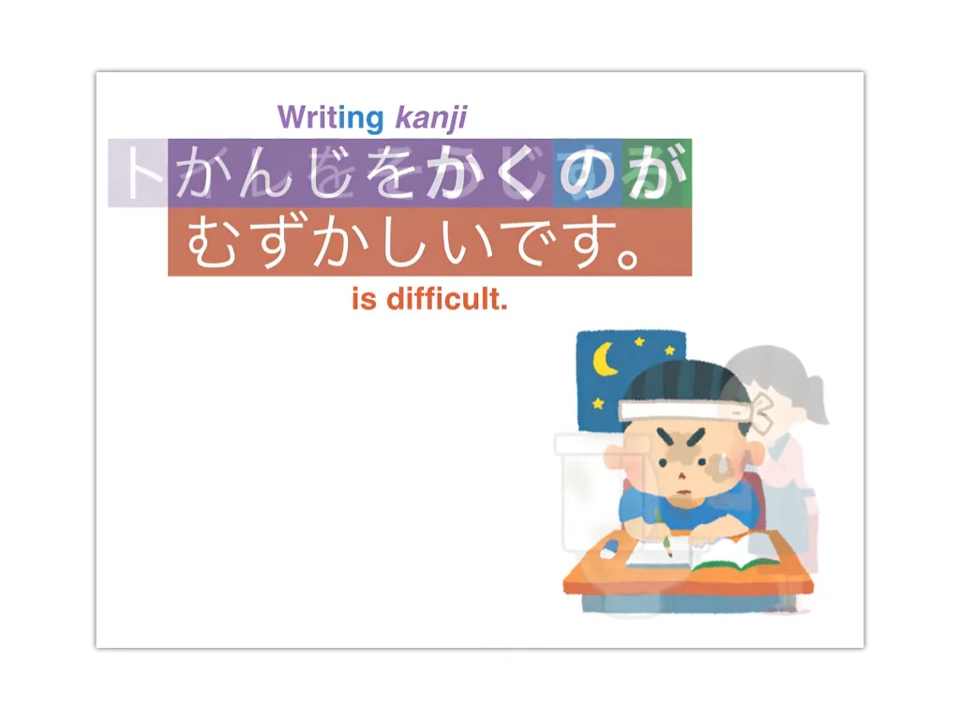 Writing kanji
かんじをかくのが
むずかしいです。
is difficult.